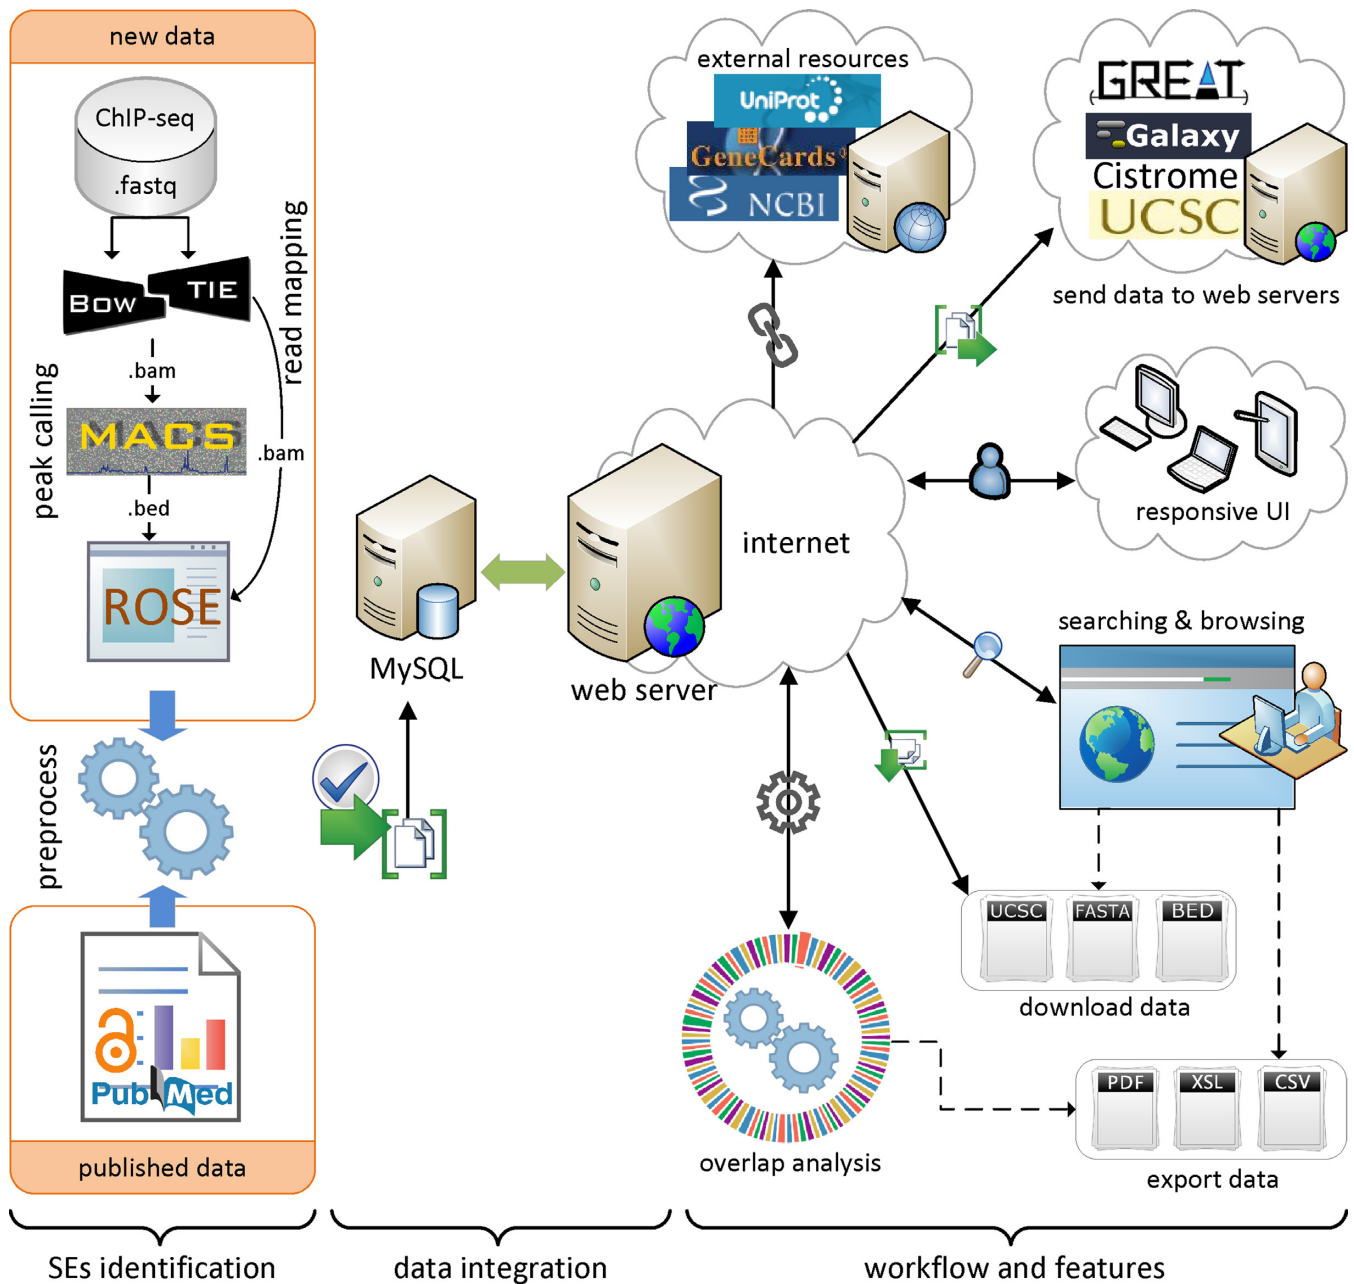 new data
ChIP-seq
.fastq
BOW
TIE
read mapping
.bam
peak calling
MACS
.bam
.bed
ROSE
preprocess
PubMed
published data
SEs identification
MySQL
web server
data integration
internet
external resources
UniProt
GeneCards
NCBI
GREAT
Galaxy
Cistrome
UCSC
send data to web servers
responsive UI
searching & browsing
UCSC
FASTA
BED
download data
PDF
XSL
CSV
export data
overlap analysis
workflow and features